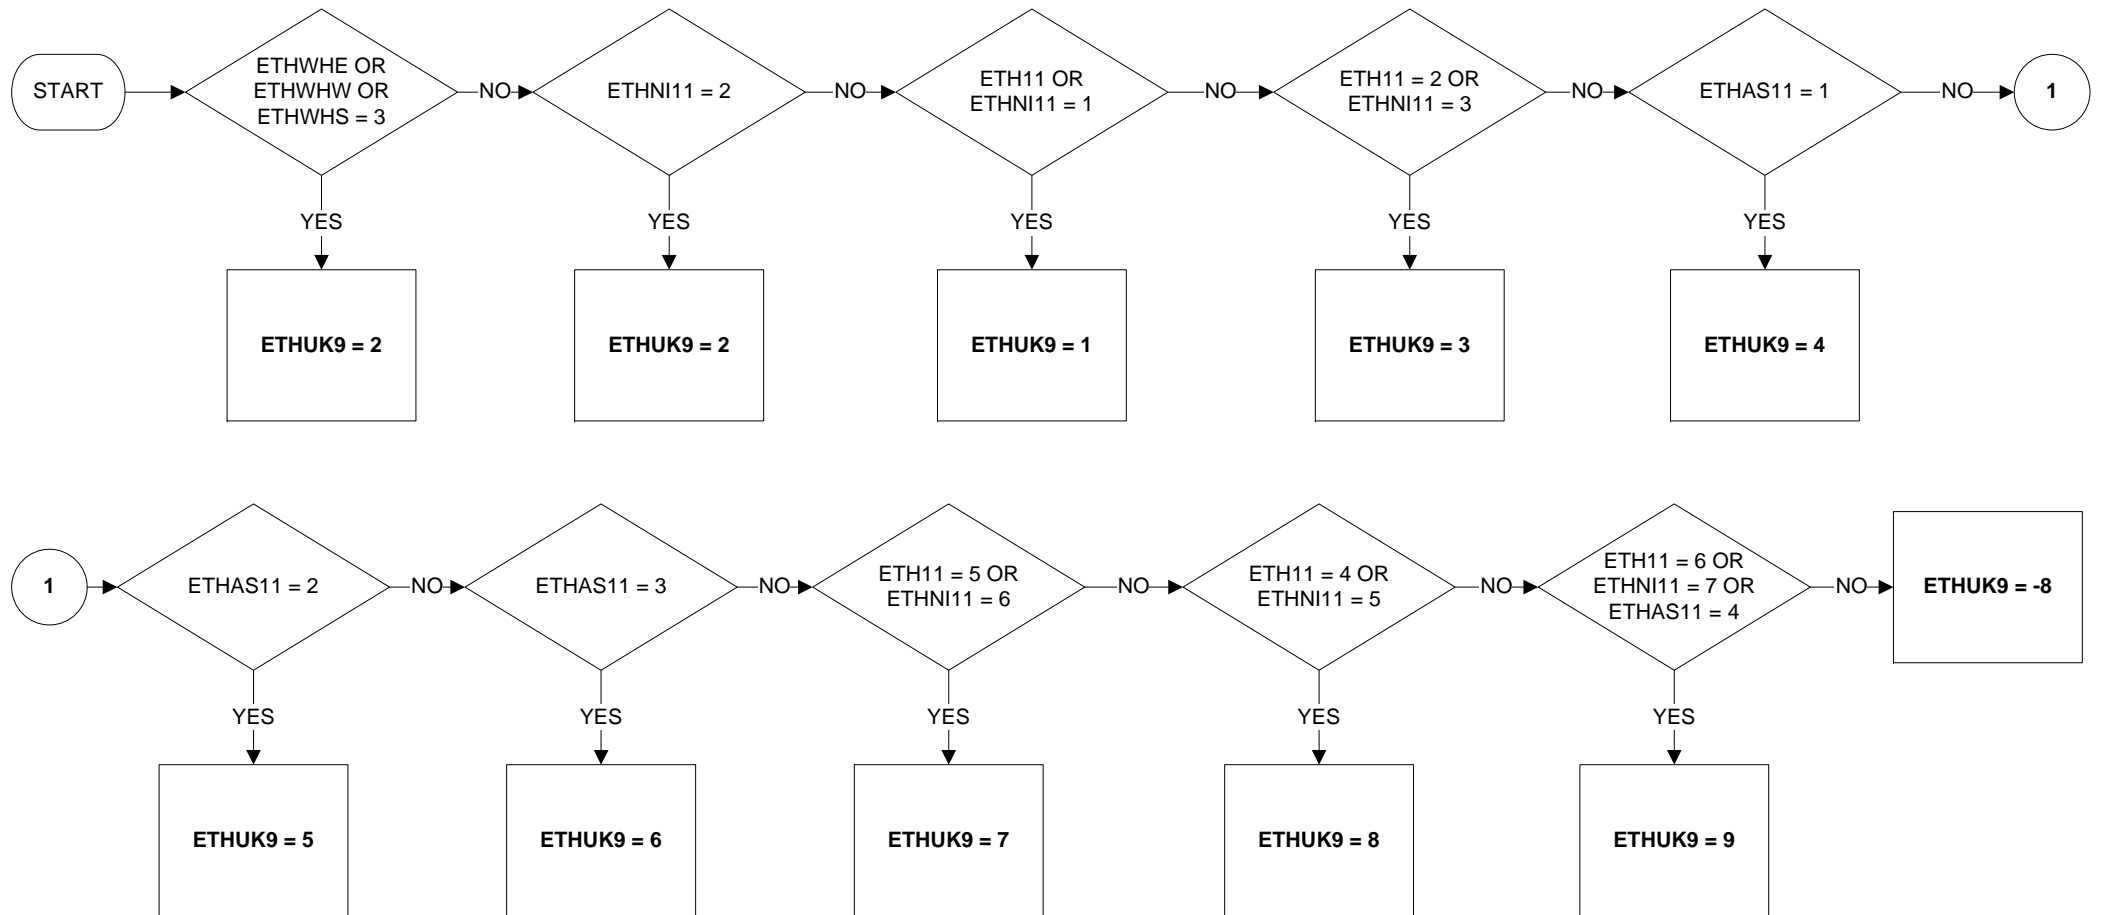 START
ETHWHE OR
ETHWHW OR
ETHWHS = 3
NO
ETHNI11 = 2
NO
ETH11 OR
ETHNI11 = 1
NO
ETH11 = 2 OR
ETHNI11 = 3
NO
ETHAS11 = 1
NO
1
YES
YES
YES
YES
YES
ETHUK9 = 2
ETHUK9 = 2
ETHUK9 = 1
ETHUK9 = 3
ETHUK9 = 4
1
ETHAS11 = 2
NO
ETHAS11 = 3
NO
ETH11 = 5 OR
ETHNI11 = 6
NO
ETH11 = 4 OR
ETHNI11 = 5
NO
ETH11 = 6 OR
ETHNI11 = 7 OR
ETHAS11 = 4
NO
ETHUK9 = -8
YES
YES
YES
YES
YES
ETHUK9 = 5
ETHUK9 = 6
ETHUK9 = 7
ETHUK9 = 8
ETHUK9 = 9